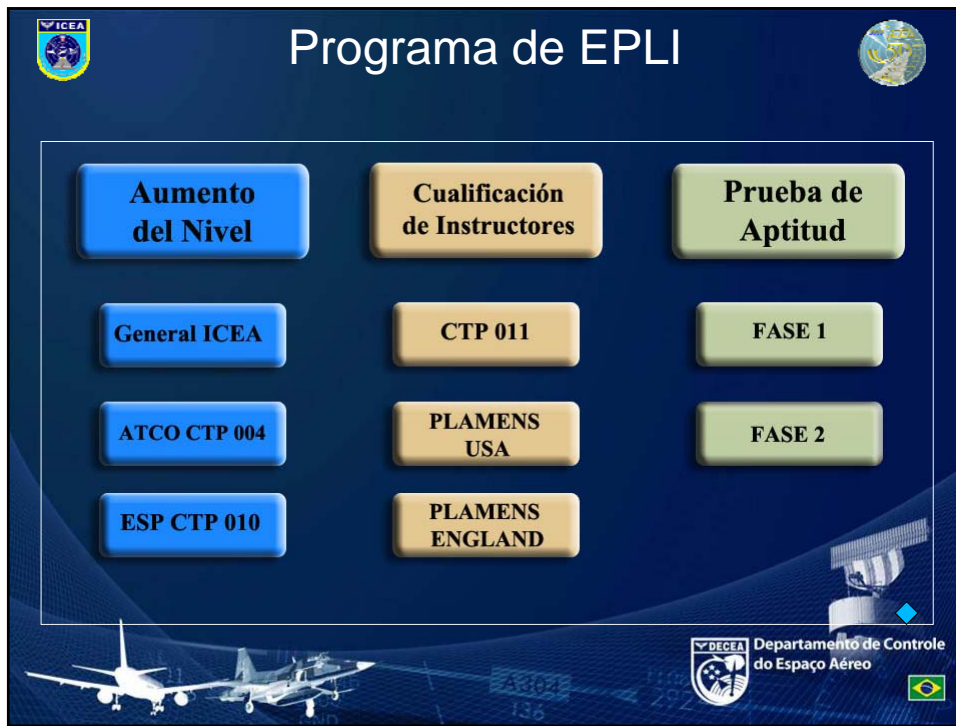 ICEA
Programa de EPLI
Aumento
del Nivel
General ICEA
ATCO CTP 004
ESP CTP 010
Cualificación
de Instructores
CTP 011
PLAMENS
USA
PLAMENS
ENGLAND
Prueba de
Aptitud
FASE 1
FASE 2
A304
136
DECEA
Departamento de Controle
do Espaço Aéreo